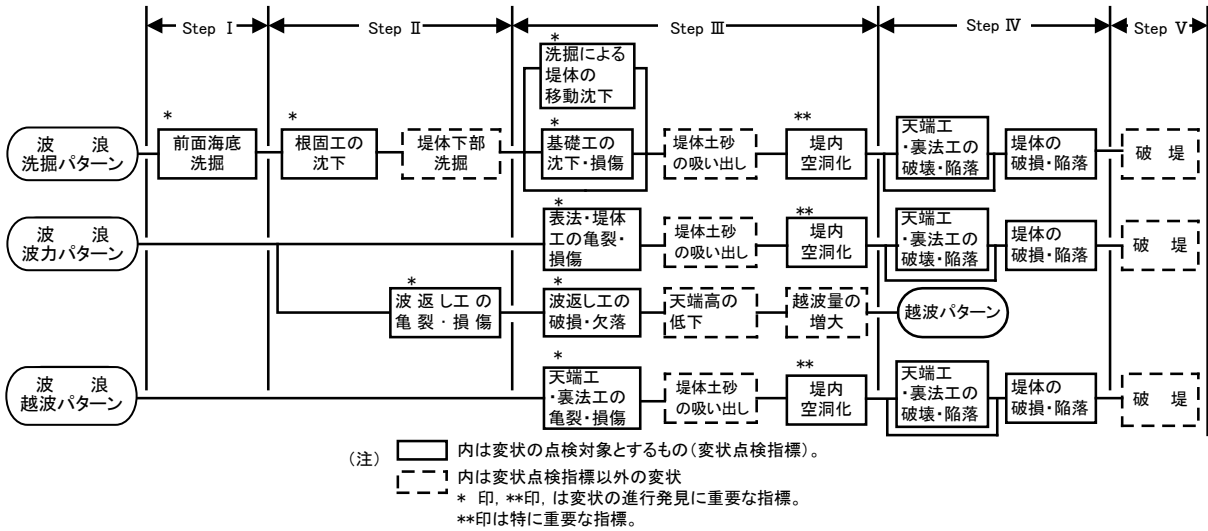 Step Ⅰ
Step Ⅱ
Step Ⅲ
Step Ⅳ
Step Ⅴ
波　浪
洗掘パターン
*
前面海底
洗掘
*
根固工の
沈下
堤体下部
洗掘
*
洗掘による
堤体の
移動沈下
*
基礎工の
沈下・損傷
堤体土砂
の吸い出し
**
堤内
空洞化
天端工
・裏法工の
破壊・陥落
堤体の
破損・陥落
破　堤
波　浪
波力パターン
*
表法・堤体
工の亀裂・
損傷
堤体土砂
の吸い出し
**
堤内
空洞化
天端工
・裏法工の
破壊・陥落
堤体の
破損・陥落
破　堤
*
波返し工の
亀裂・損傷
*
波返し工の
破損・欠落
天端高の
低下
越波量の
増大
越波パターン
波　浪
越波パターン
*
天端工
・裏法工の
亀裂・損傷
堤体土砂
の吸い出し
**
堤内
空洞化
天端工
・裏法工の
破壊・陥落
堤体の
破損・陥落
破　堤
（注）　内は変状の点検対象とするもの（変状点検指標）。
内は変状点検指標以外の変状
*　印，**印，は変状の進行発見に重要な指標。
**印は特に重要な指標。